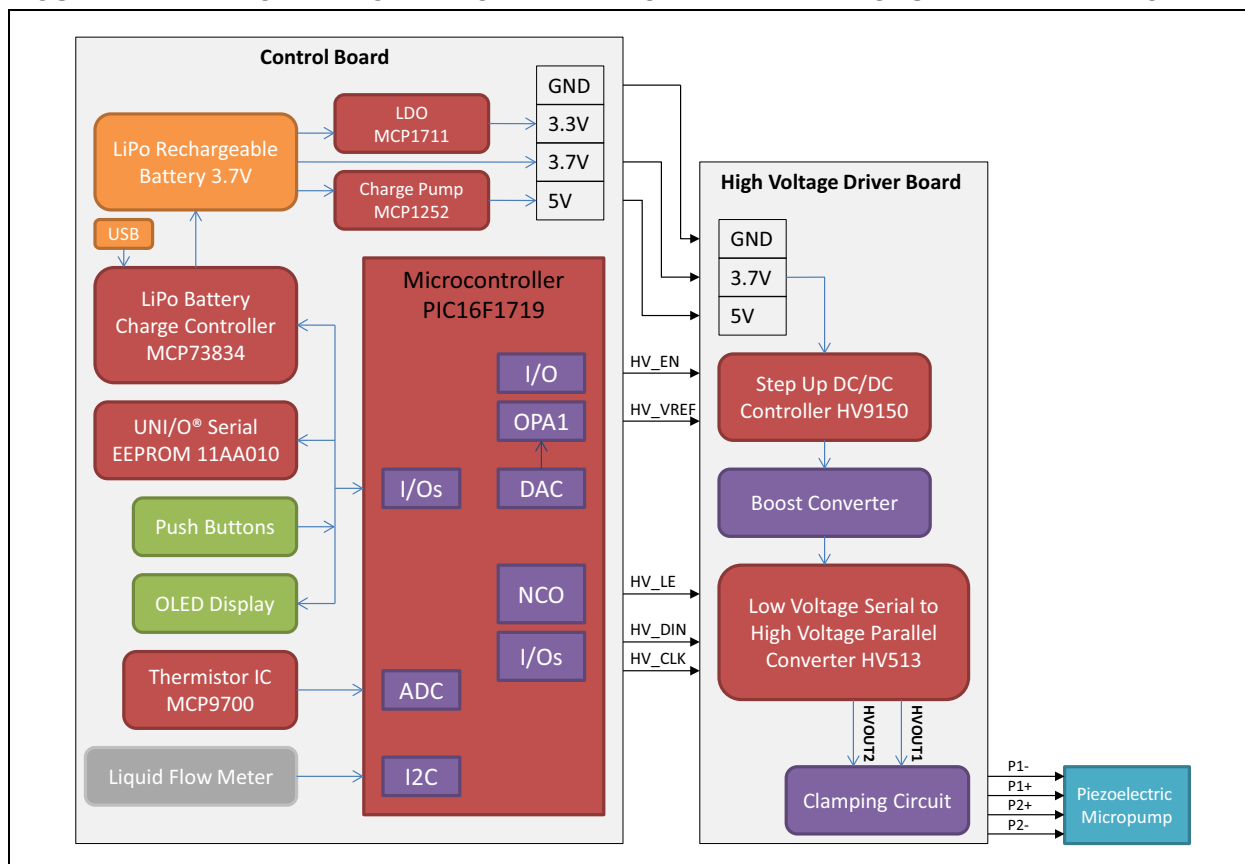 Control Board
LiPo Rechargeable
Battery 3.7V
LDO
MCP1711
Charge Pump
MCP1252
GND
3.3V
3.7V
5V
USB
LiPo Battery
Charge Controller
MCP73834
UNI/O® Serial
EEPROM 11AA010
Push Buttons
OLED Display
Thermistor IC
MCP9700
Liquid Flow Meter
Microcontroller
PIC16F1719
I/O
OPA1
DAC
I/Os
NCO
I/Os
ADC
I2C
HV_EN
HV_VREF
HV_LE
HV_DIN
HV_CLK
High Voltage Driver Board
GND
3.7V
5V
Step Up DC/DC
Controller HV9150
Boost Converter
Low Voltage Serial to
High Voltage Parallel
Converter HV513
HVOUT2
HVOUT1
Clamping Circuit
P1-
P1+
P2+
P2-
Piezoelectric
Micropump